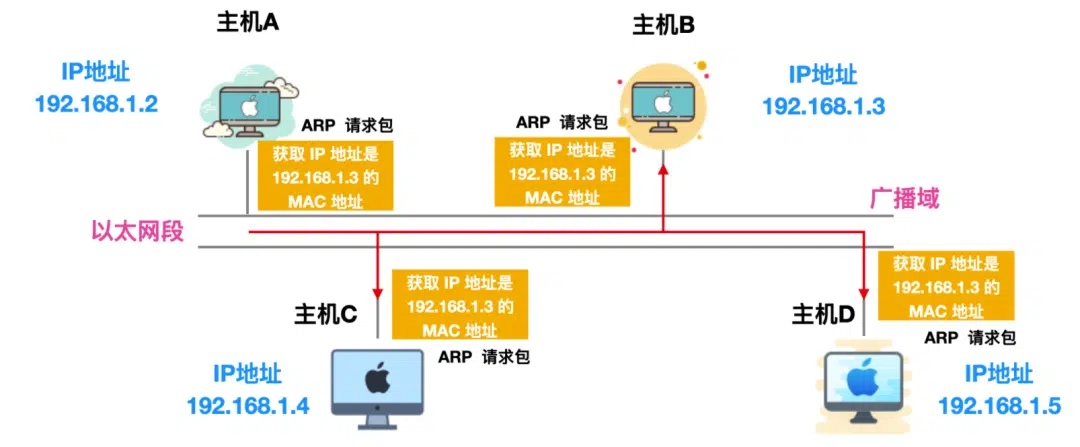 主机A
主机B
IP地址
192.168.1.2
IP地址
192.168.1.3
ARP 请求包
获取 IP 地址是
192.168.1.3 的
MAC 地址
ARP 请求包
获取 IP 地址是
192.168.1.3 的
MAC 地址
广播域
以太网段
主机C
获取 IP 地址是
192.168.1.3 的
MAC 地址
ARP 请求包
IP地址
192.168.1.4
主机D
获取 IP 地址是
192.168.1.3 的
MAC 地址
ARP 请求包
IP地址
192.168.1.5